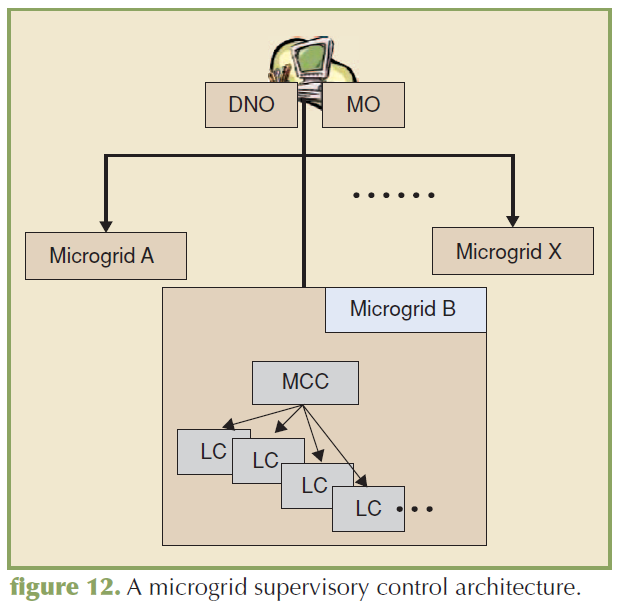 DNO
MO
Microgrid A
Microgrid X
Microgrid B
MCC
LC
LC
LC
LC
figure 12. A microgrid supervisory control architecture.